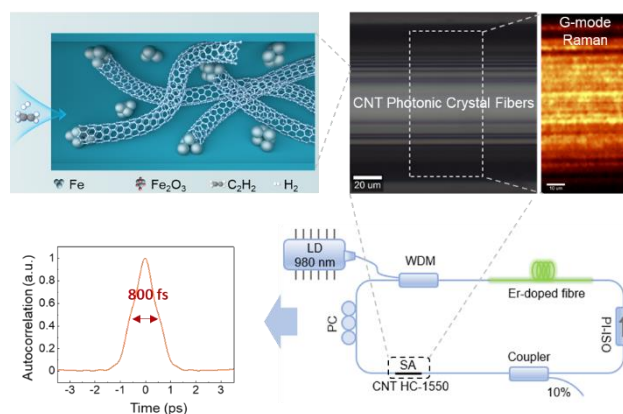 Fe
Fe₂O₃
C₂H₂
H₂
CNT Photonic Crystal Fibers
20 um
G-mode
Raman
Autocorrelation (a.u.)
1
0.8
0.6
0.4
0.2
0
800 fs
-3 -2 -1 0 1 2 3
Time (ps)
LD
980 nm
WDM
Er-doped fibre
PC
PI-ISO
SA
CNT HC-1550
Coupler
10%